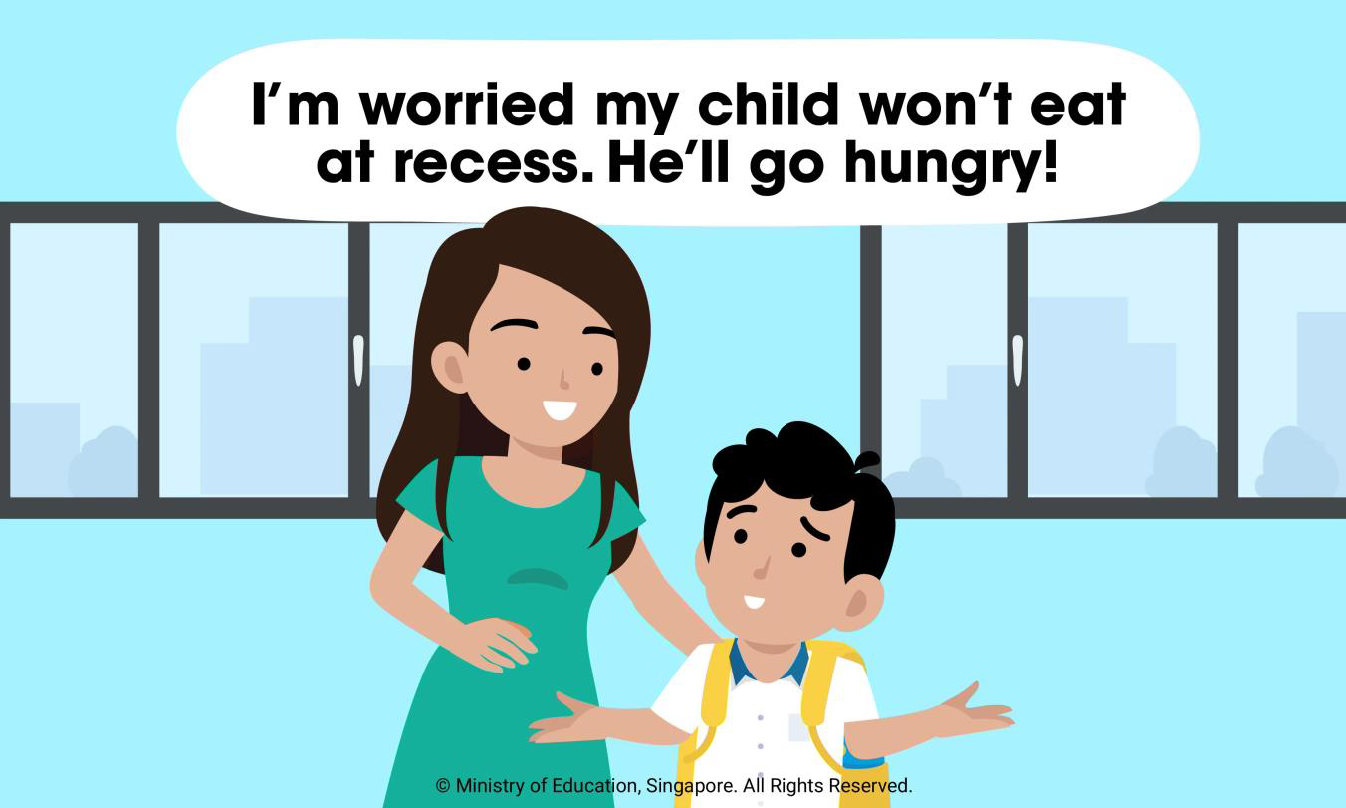 I’m worried my child won’t eat
at recess. He’ll go hungry!
© Ministry of Education, Singapore. All Rights Reserved.